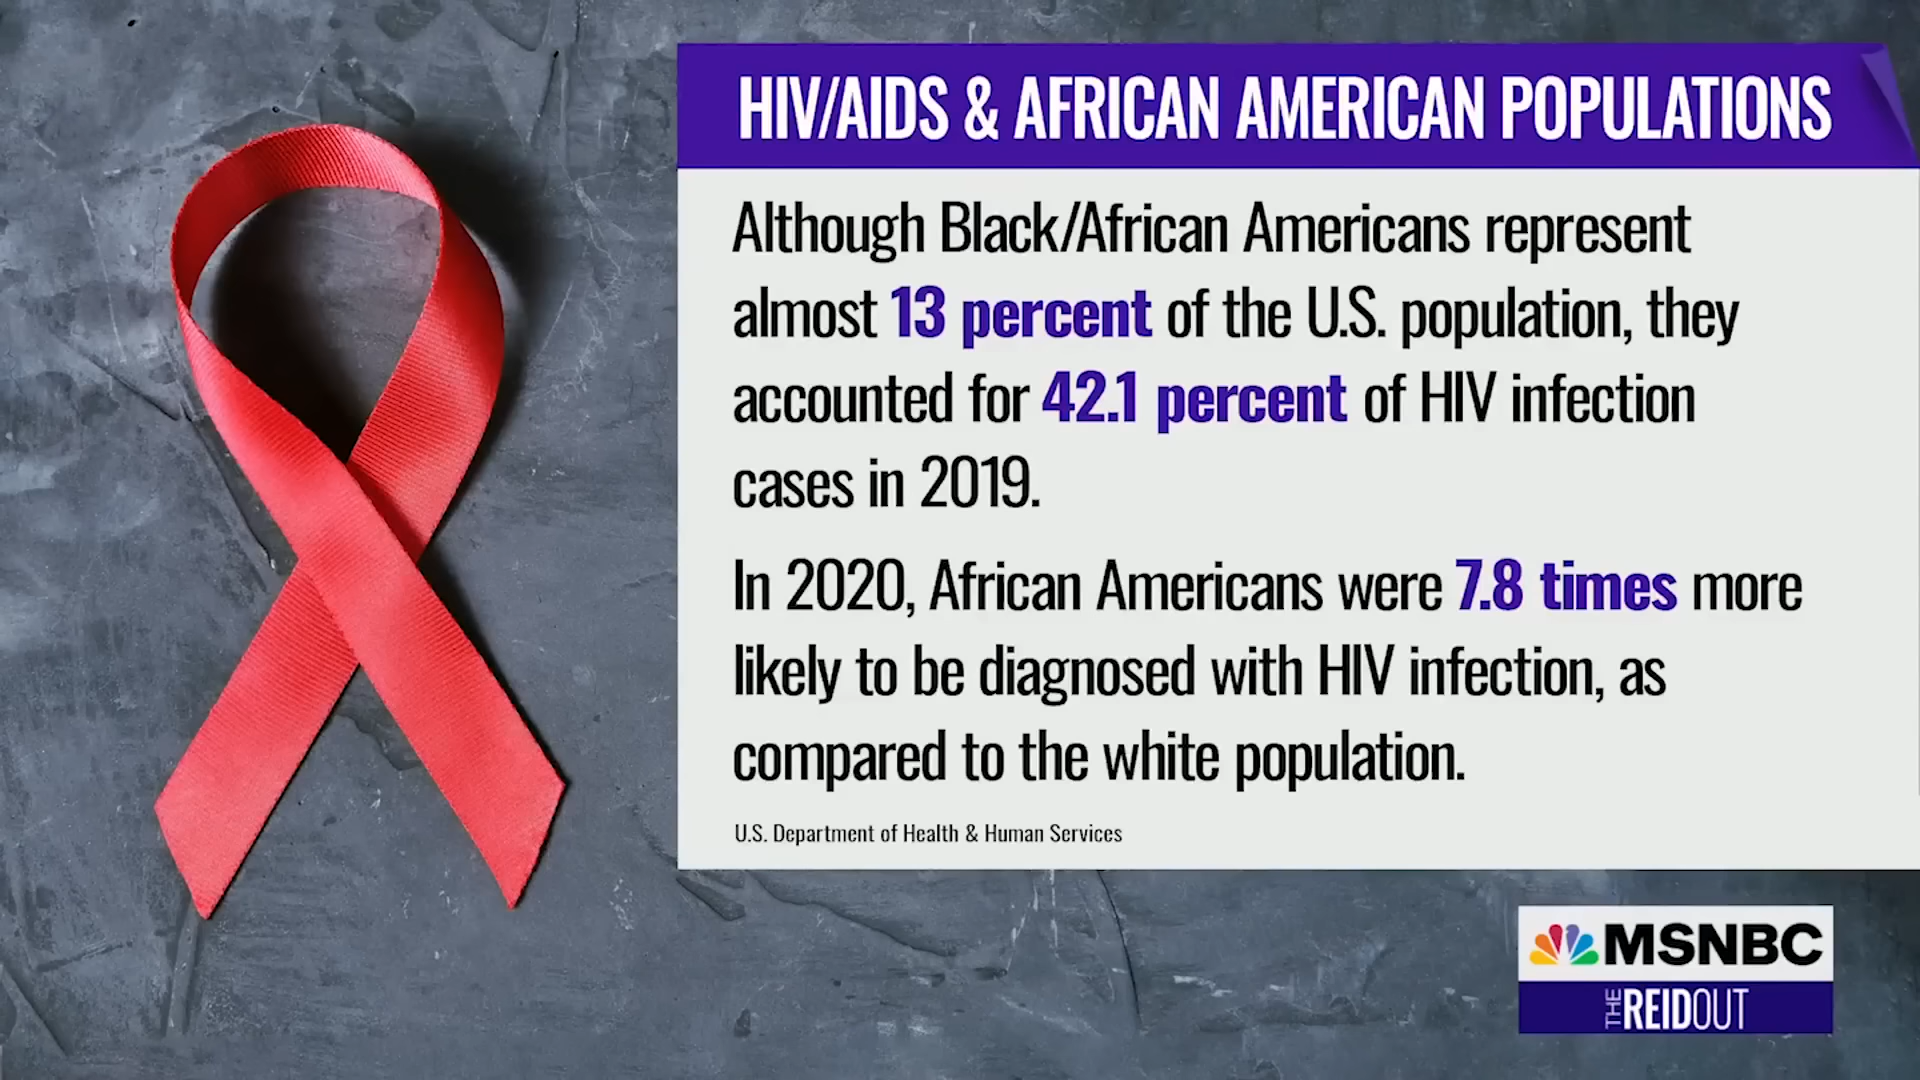 HIV/AIDS & AFRICAN AMERICAN POPULATIONS
Although Black/African Americans represent
almost 13 percent of the U.S. population, they
accounted for 42.1 percent of HIV infection
cases in 2019.
In 2020, African Americans were 7.8 times more
likely to be diagnosed with HIV infection, as
compared to the white population.
U.S. Department of Health & Human Services
MSNBC
THE REIDOUT